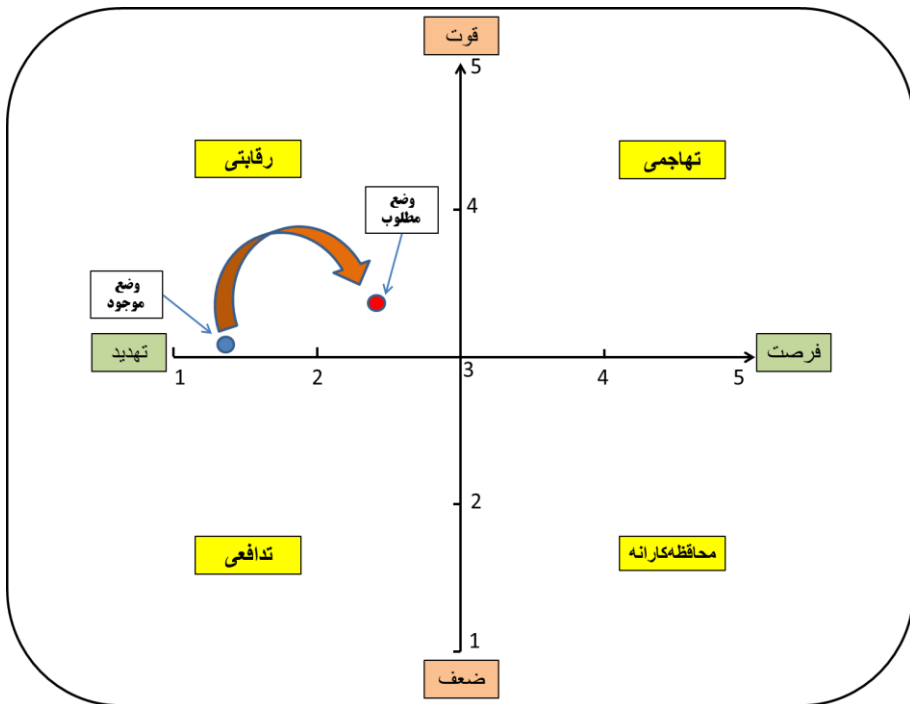 قوت
5
رقابتی
تهاجمی
وضع
مطلوب
4
وضع
موجود
تهدید
فرصت
1
2
3
4
5
2
تدافعی
محافظه‌کارانه
1
ضعف